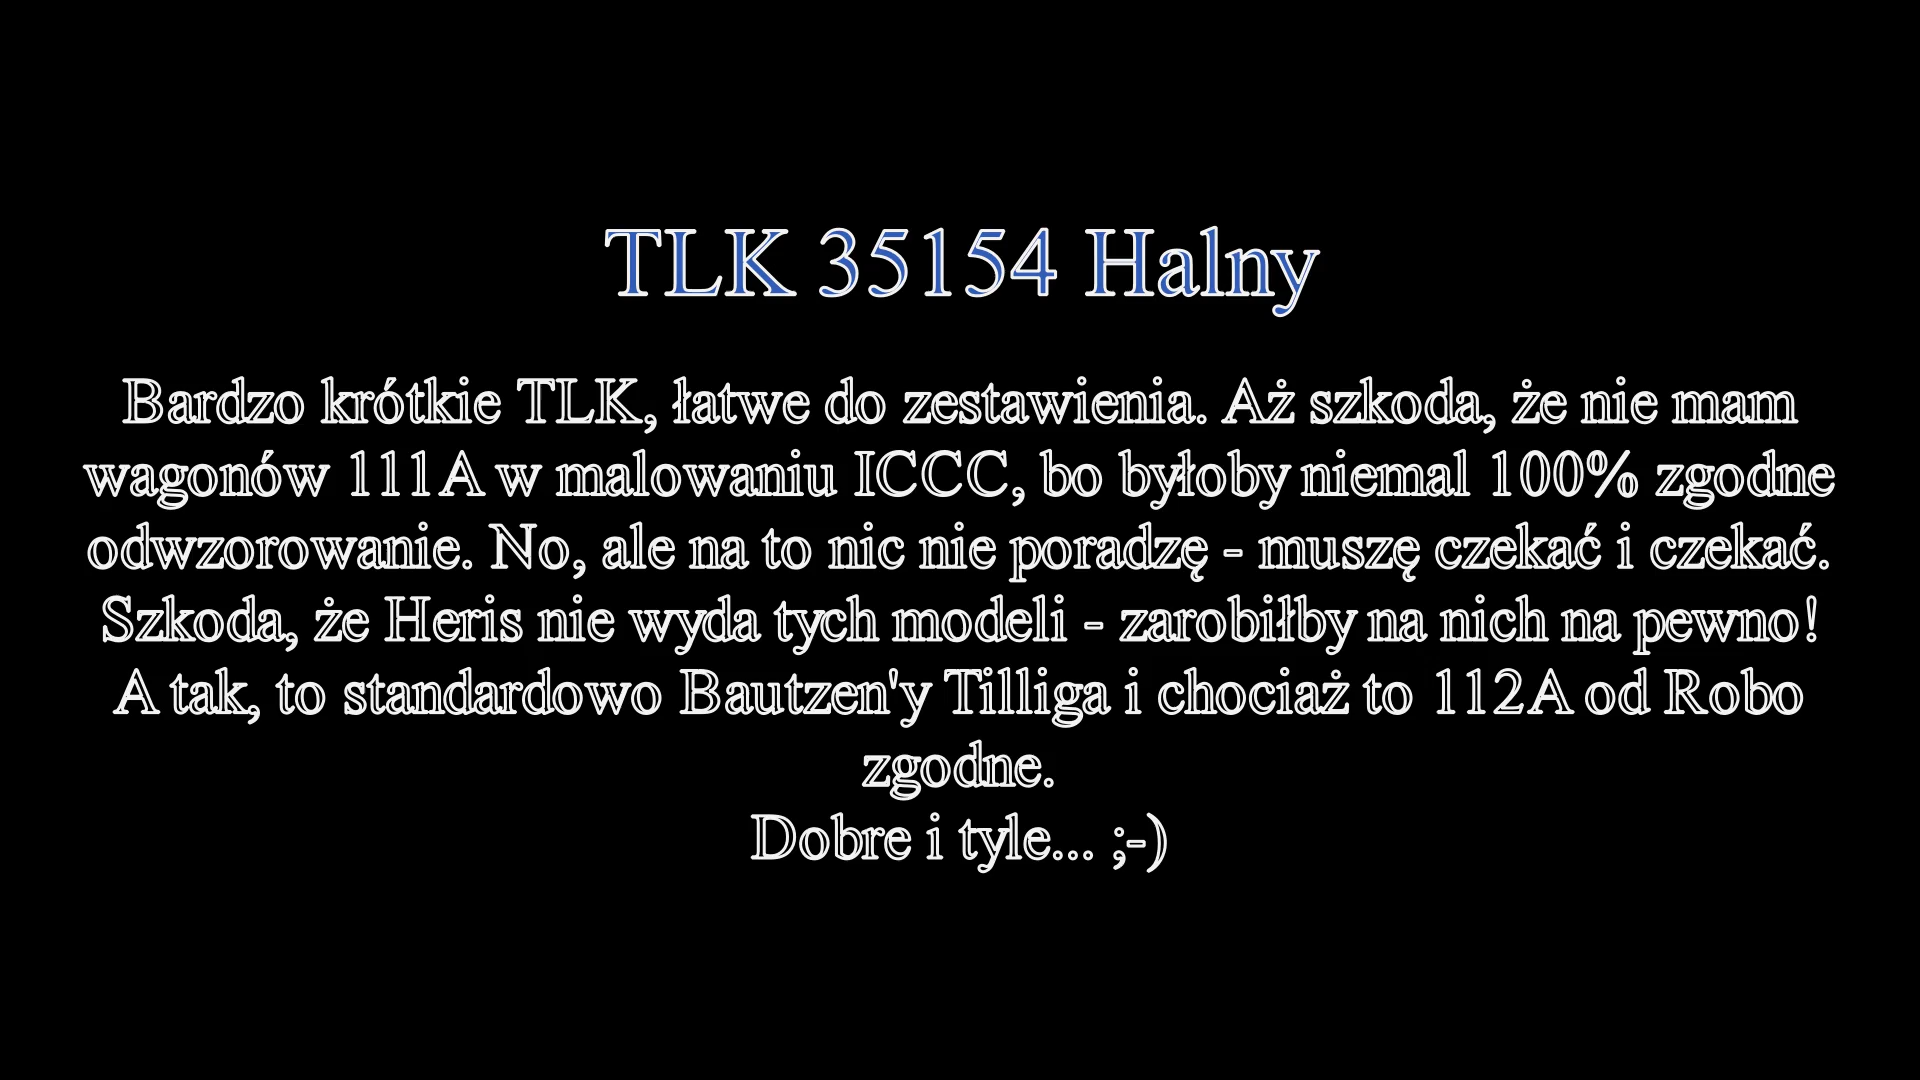 TLK 35154 Halny
Bardzo krótkie TLK, łatwe do zestawienia. Aż szkoda, że nie mam
wagonów 111A w malowaniu ICCC, bo byłoby niemal 100% zgodne
odwzorowanie. No, ale na to nic nie poradzę - muszę czekać i czekać.
Szkoda, że Heris nie wyda tych modeli - zarobiłby na nich na pewno!
A tak, to standardowo Bautzen'y Tilliga i chociaż to 112A od Robo
zgodne.
Dobre i tyle... ;-)